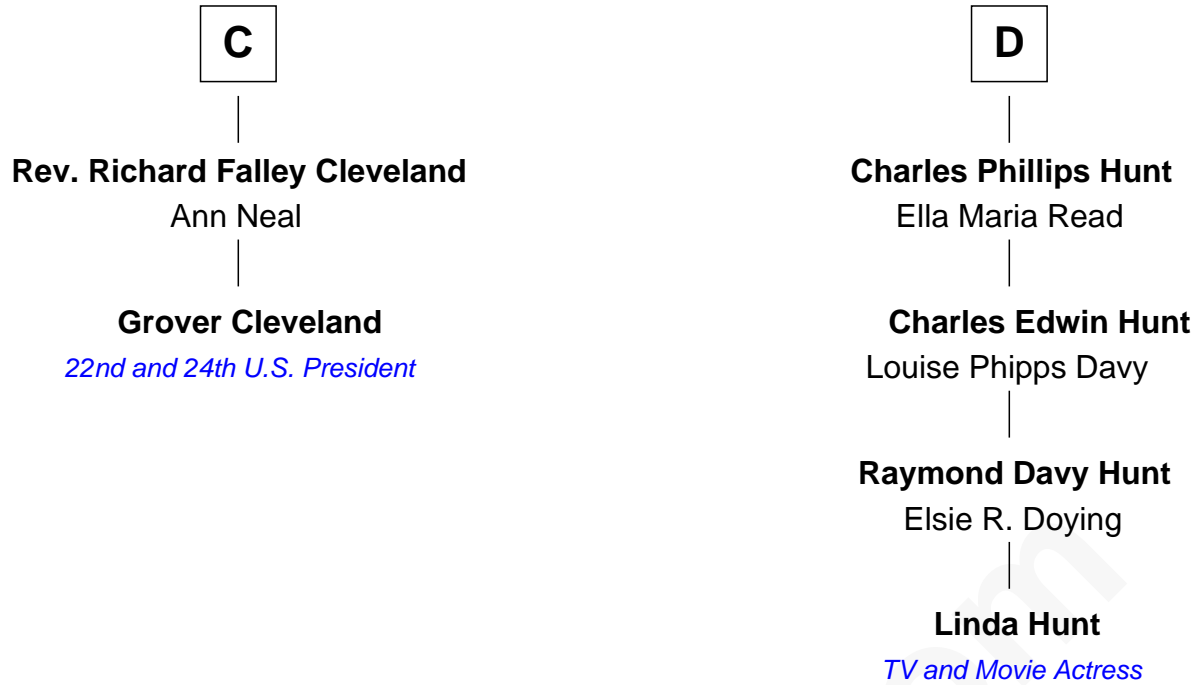 C
Rev. Richard Falley Cleveland
Ann Neal
Grover Cleveland
22nd and 24th U.S. President
D
Charles Phillips Hunt
Ella Maria Read
Charles Edwin Hunt
Louise Phipps Davy
Raymond Davy Hunt
Elsie R. Doying
Linda Hunt
TV and Movie Actress